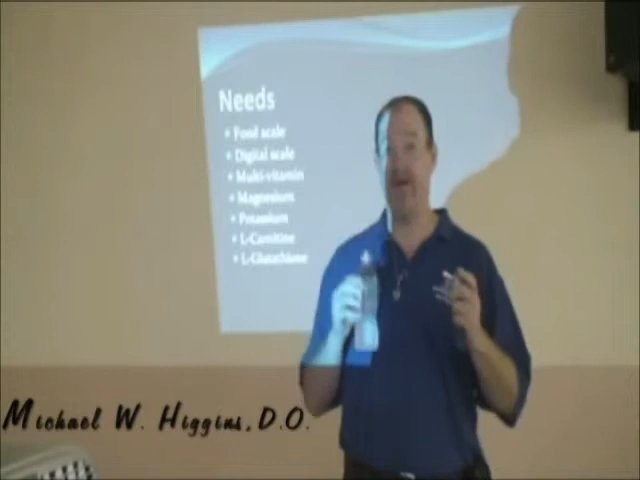 Needs
• Food scale
• Digital scale
• Multi-vitamin
• Magnesium
• Potassium
• L-Carnitine
• L-Glutathione
Michael W. Higgins, D.O.